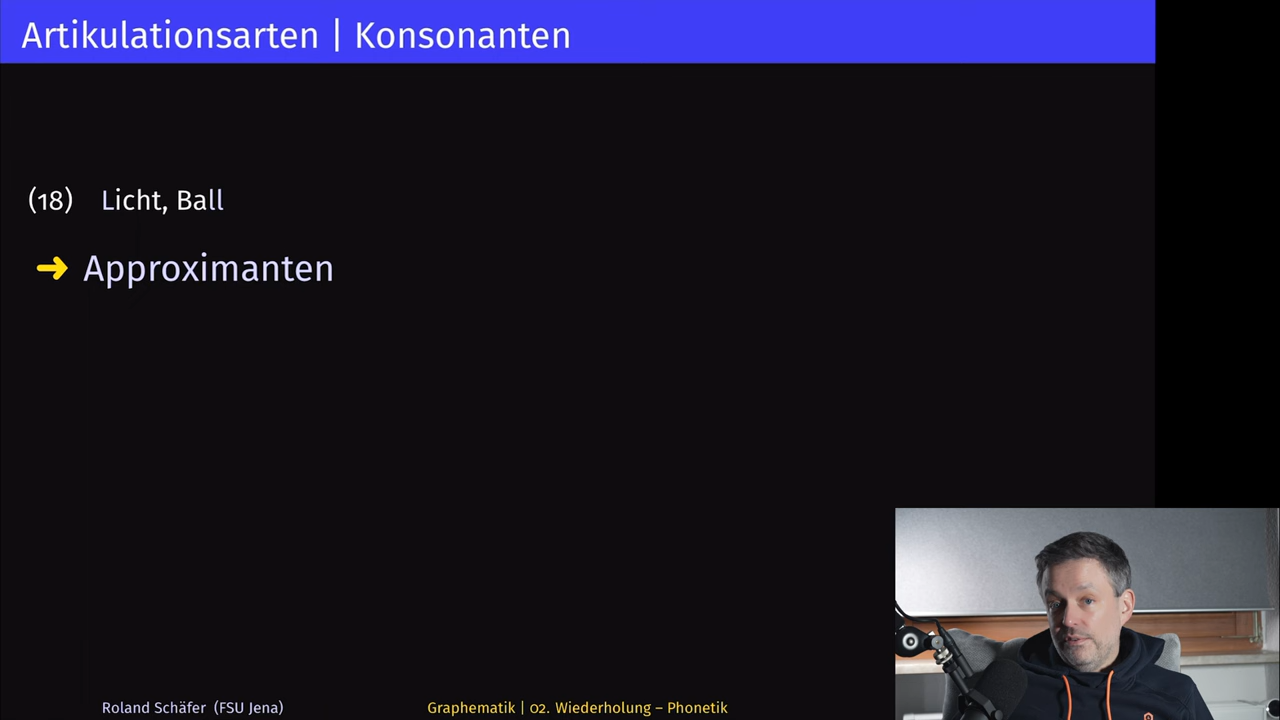 Artikulationsarten | Konsonanten
(18) Licht, Ball
➜ Approximanten
Roland Schäfer (FSU Jena) Graphematik | 02. Wiederholung – Phonetik